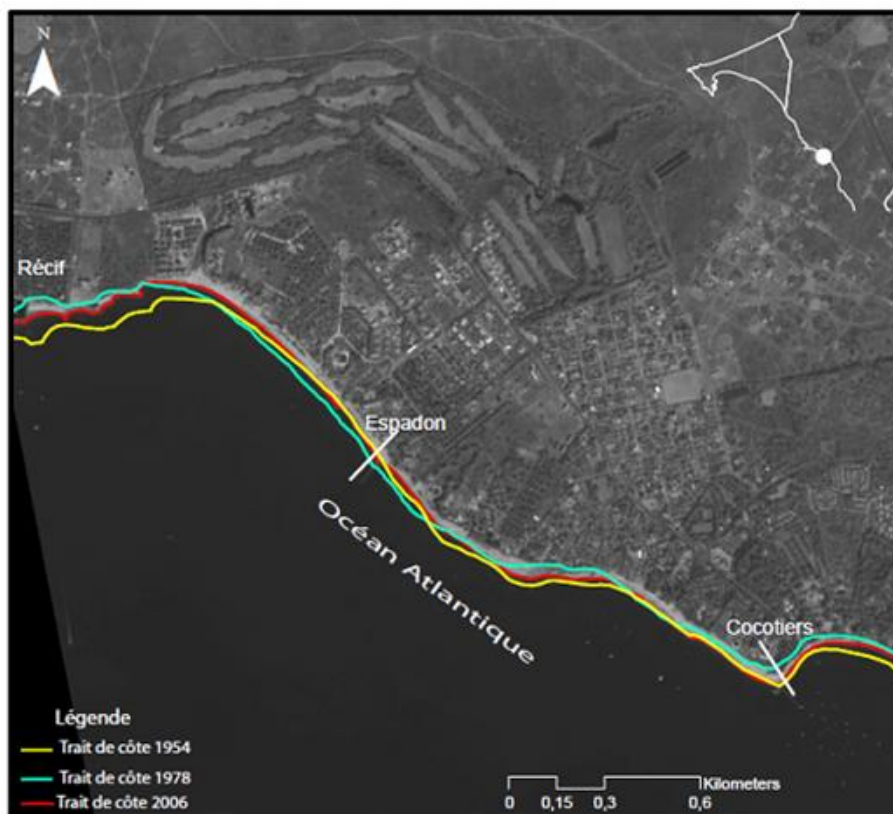 N
Récif
Espadon
Océan Atlantique
Cocotiers
Légende
Trait de côte 1954
Trait de côte 1978
Trait de côte 2006
Kilometers
0 0,15 0,3 0,6